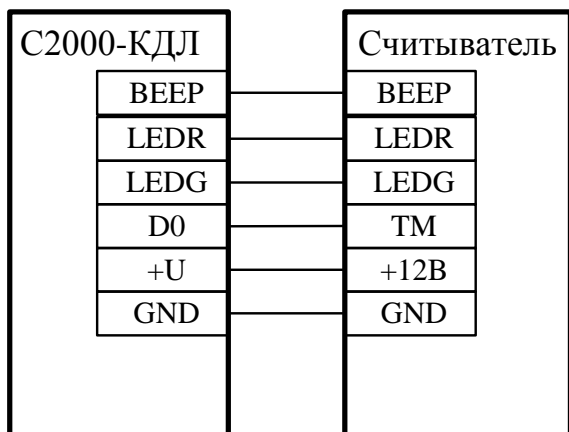 С2000-КДЛ
BEEP
LEDR
LEDG
D0
+U
GND
Считыватель
BEEP
LEDR
LEDG
TM
+12В
GND